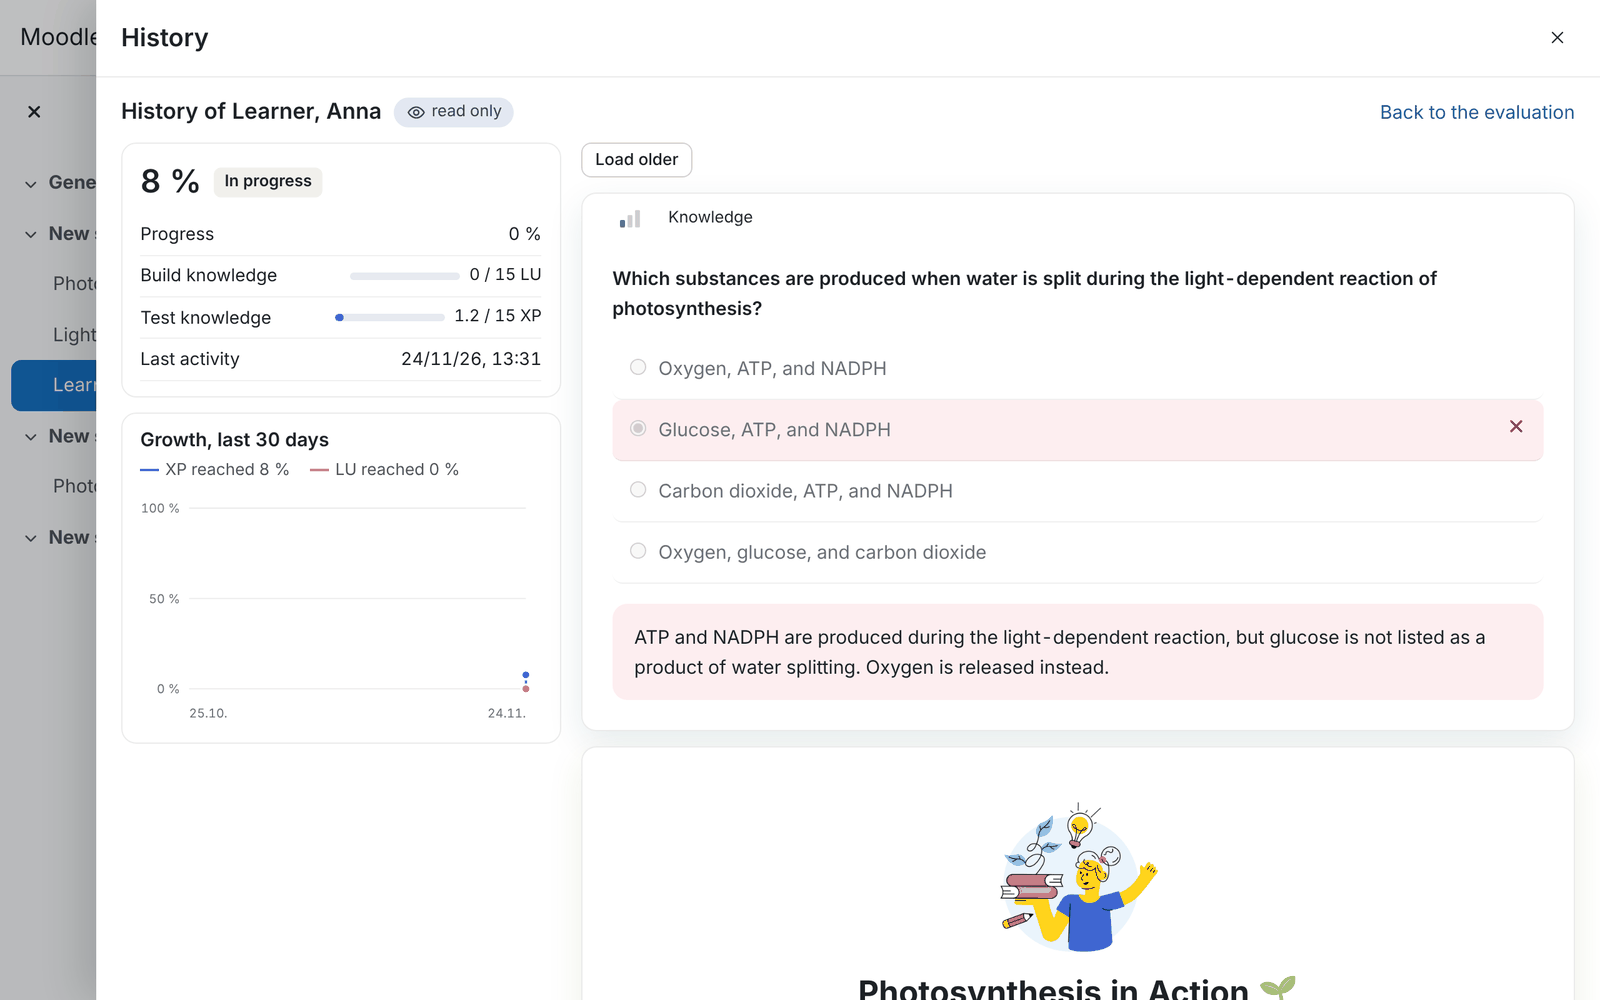 Moodle
History
Gene
New
Photo
Light
Learn
New
Photo
New
History of Learner, Anna
read only
Back to the evaluation
8 %
In progress
Progress
0 %
Build knowledge
0 / 15 LU
Test knowledge
1.2 / 15 XP
Last activity
24/11/26, 13:31
Growth, last 30 days
XP reached 8 %
LU reached 0 %
100 %
50 %
0 %
25.10.
24.11.
Load older
Knowledge
Which substances are produced when water is split during the light-dependent reaction of
photosynthesis?
Oxygen, ATP, and NADPH
Glucose, ATP, and NADPH
Carbon dioxide, ATP, and NADPH
Oxygen, glucose, and carbon dioxide
ATP and NADPH are produced during the light-dependent reaction, but glucose is not listed as a
product of water splitting. Oxygen is released instead.
Photosynthesis in Action